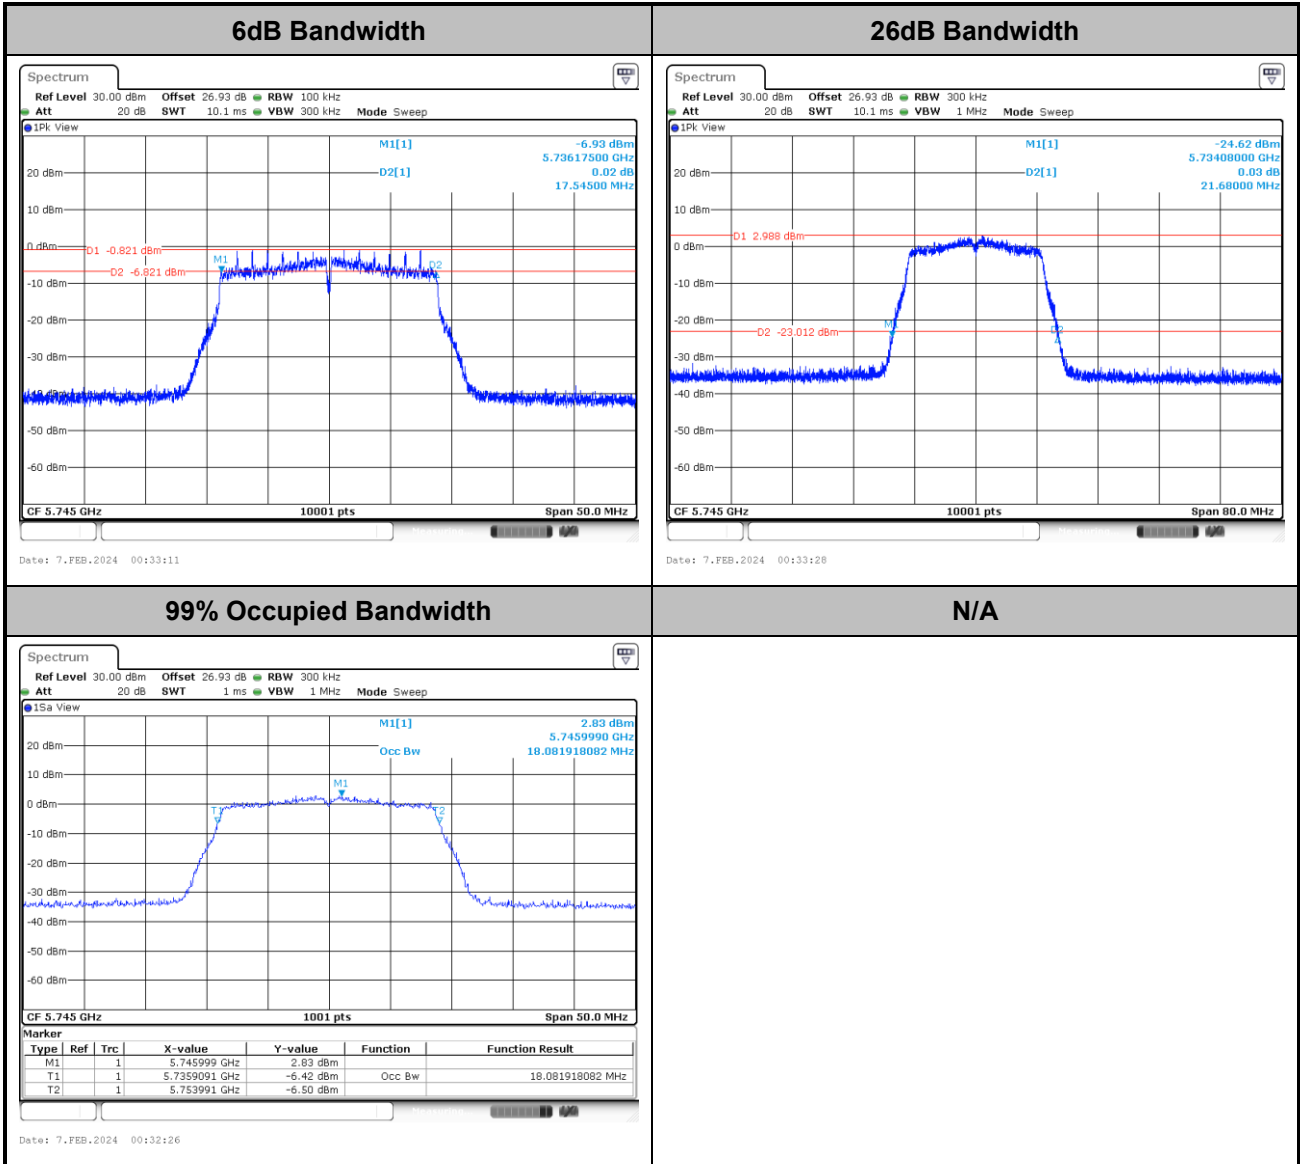 6dB Bandwidth
26dB Bandwidth
Spectrum
Ref Level 30.00 dBm Offset 26.93 dB RBW 100 kHz
Att 20 dB SWT 10.1 ms VBW 300 kHz Mode Sweep
1Pk View
M1[1] -6.93 dBm
5.73617500 GHz
D2[1] 0.02 dB
17.54500 MHz
20 dBm
10 dBm
0 dBm
D1 -0.821 dBm
M1
D2
D2 -6.821 dBm
-10 dBm
-20 dBm
-30 dBm
-50 dBm
-60 dBm
CF 5.745 GHz 10001 pts Span 50.0 MHz
Date: 7.FEB.2024 00:33:11
Spectrum
Ref Level 30.00 dBm Offset 26.93 dB RBW 300 kHz
Att 20 dB SWT 10.1 ms VBW 1 MHz Mode Sweep
1Pk View
M1[1] -24.62 dBm
5.73408000 GHz
D2[1] 0.03 dB
21.68000 MHz
20 dBm
10 dBm
D1 2.988 dBm
0 dBm
-10 dBm
-20 dBm
M1
D2
D2 -23.012 dBm
-30 dBm
-40 dBm
-50 dBm
-60 dBm
CF 5.745 GHz 10001 pts Span 80.0 MHz
Date: 7.FEB.2024 00:33:28
99% Occupied Bandwidth
N/A
Spectrum
Ref Level 30.00 dBm Offset 26.93 dB RBW 300 kHz
Att 20 dB SWT 1 ms VBW 1 MHz Mode Sweep
1Sa View
M1[1] 2.83 dBm
5.7459990 GHz
Occ Bw 18.081918082 MHz
20 dBm
10 dBm
M1
0 dBm
T1
T2
-10 dBm
-20 dBm
-30 dBm
-40 dBm
-50 dBm
-60 dBm
CF 5.745 GHz 1001 pts Span 50.0 MHz
Marker
Type Ref Trc X-value Y-value Function Function Result
M1 1 5.745999 GHz 2.83 dBm
T1 1 5.7359091 GHz -6.42 dBm Occ Bw 18.081918082 MHz
T2 1 5.753991 GHz -6.50 dBm
Date: 7.FEB.2024 00:32:26